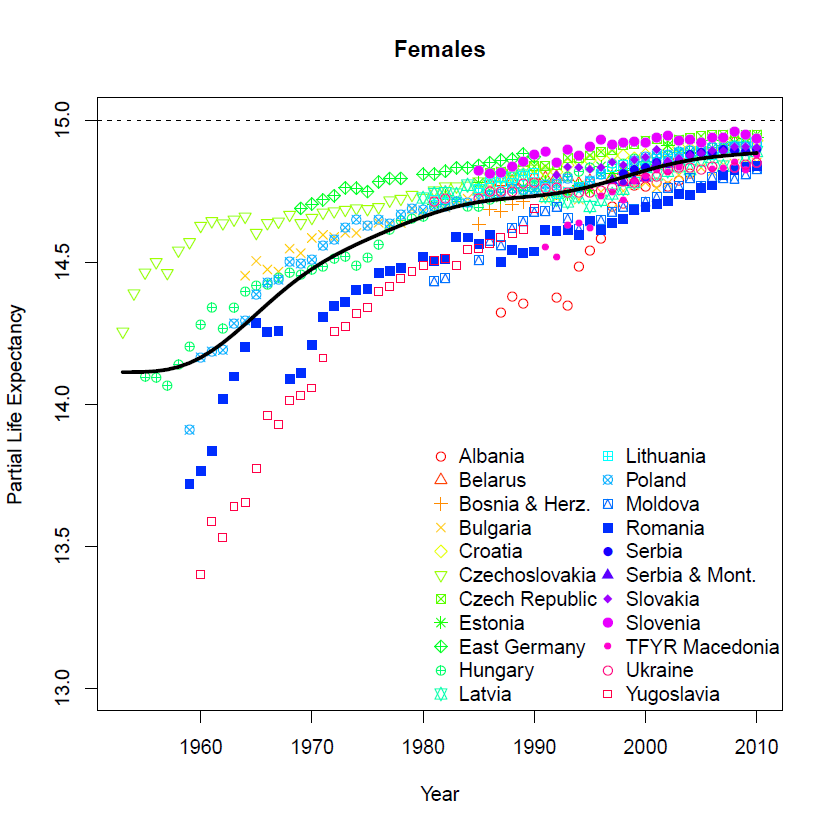 Females
Partial Life Expectancy
15.0
14.5
14.0
13.5
13.0
Albania
Belarus
Bosnia & Herz.
Bulgaria
Croatia
Czechoslovakia
Czech Republic
Estonia
East Germany
Hungary
Latvia
Lithuania
Poland
Moldova
Romania
Serbia
Serbia & Mont.
Slovakia
Slovenia
TFYR Macedonia
Ukraine
Yugoslavia
1960 1970 1980 1990 2000 2010
Year